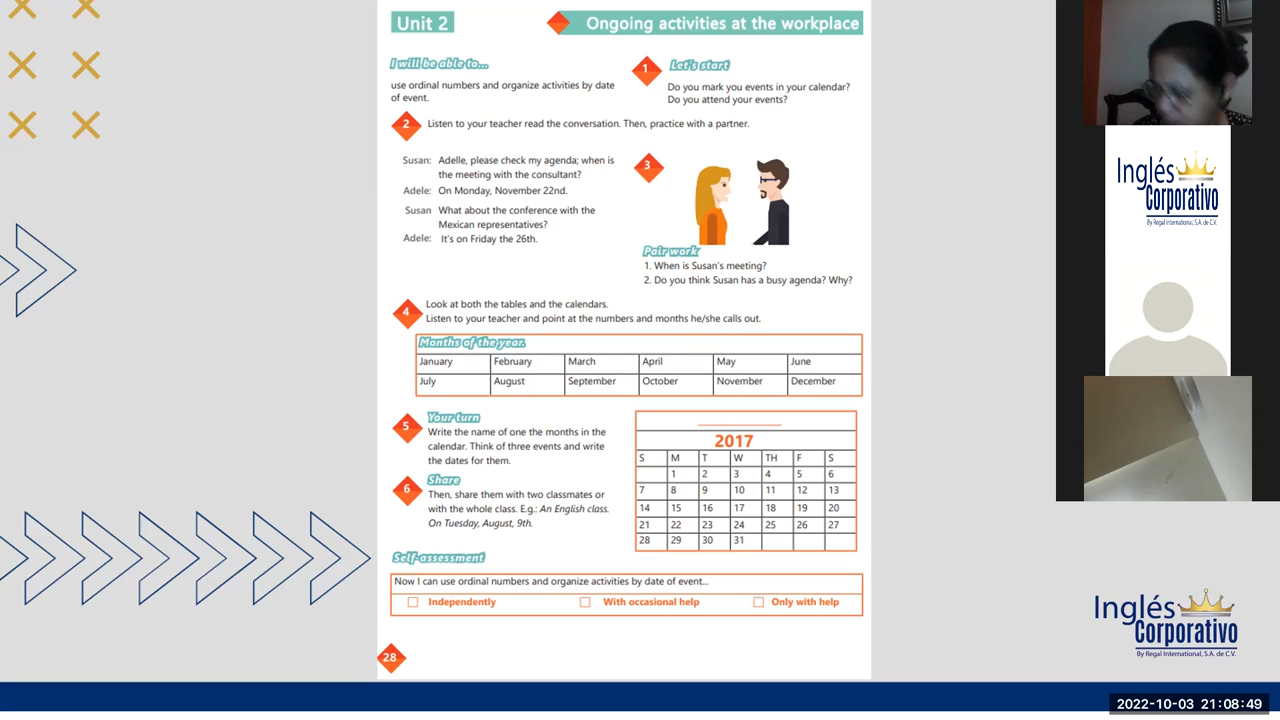 Unit 2
Ongoing activities at the workplace
I will be able to...
use ordinal numbers and organize activities by date
of event.
1
Let's start
Do you mark you events in your calendar?
Do you attend your events?
2
Listen to your teacher read the conversation. Then, practice with a partner.
Susan: Adelle, please check my agenda; when is
the meeting with the consultant?
Adele: On Monday, November 22nd.
Susan What about the conference with the
Mexican representatives?
Adele: It's on Friday the 26th.
3
Pair work
1. When is Susan's meeting?
2. Do you think Susan has a busy agenda? Why?
4
Look at both the tables and the calendars.
Listen to your teacher and point at the numbers and months he/she calls out.
Months of the year.
January February March April May June
July August September October November December
5
Your turn
Write the name of one the months in the
calendar. Think of three events and write
the dates for them.
6
Share
Then, share them with two classmates or
with the whole class. E.g.: An English class.
On Tuesday, August, 9th.
2017
S M T W TH F S
1 2 3 4 5 6
7 8 9 10 11 12 13
14 15 16 17 18 19 20
21 22 23 24 25 26 27
28 29 30 31
Self-assessment
Now I can use ordinal numbers and organize activities by date of event...
Independently With occasional help Only with help
28
Inglés
Corporativo
By Regal International, S.A. de C.V.
Inglés
Corporativo
By Regal International, S.A. de C.V.
2022-10-03 21:08:49